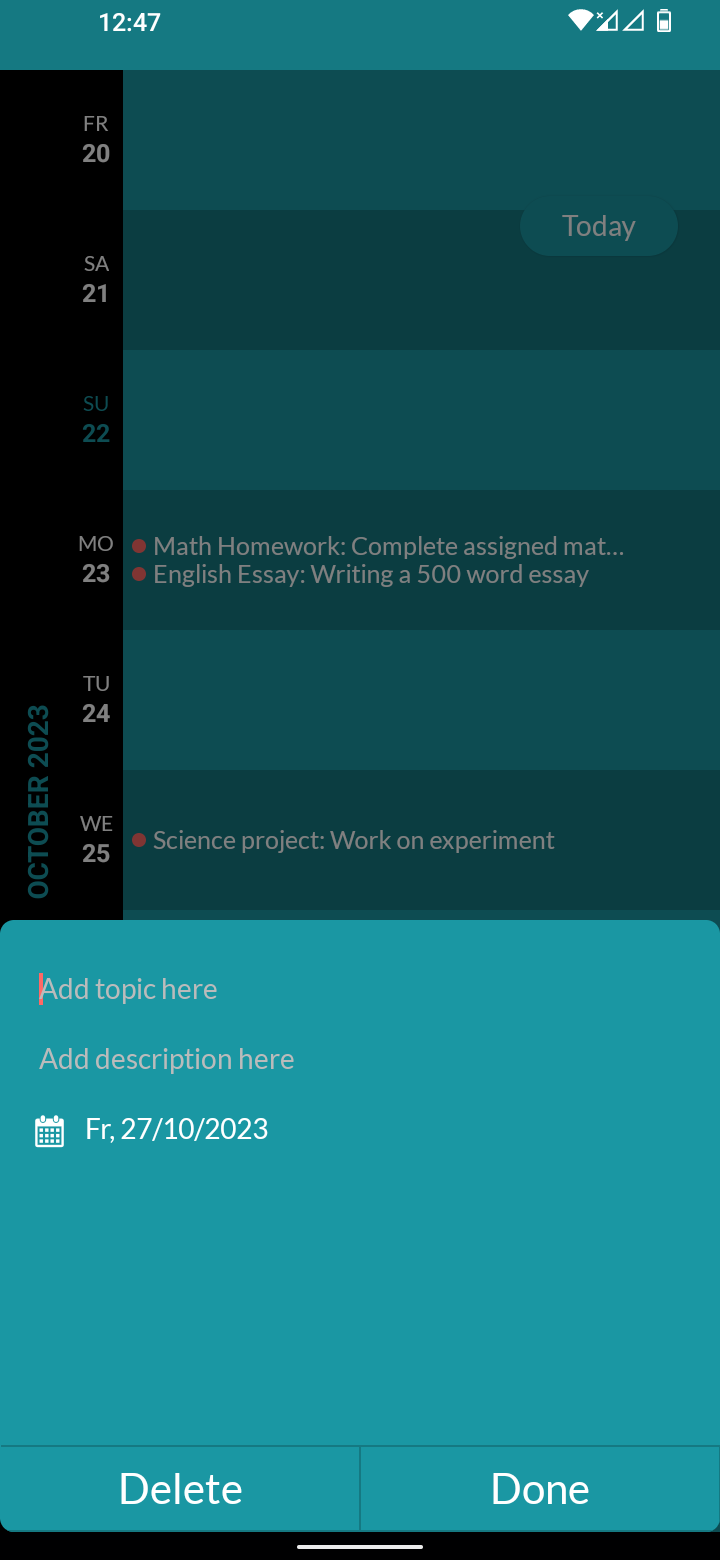 12:47
FR
20
Today
SA
21
SU
22
MO
23
Math Homework: Complete assigned mat...
English Essay: Writing a 500 word essay
TU
24
OCTOBER 2023
WE
25
Science project: Work on experiment
Add topic here
Add description here
Fr, 27/10/2023
Delete
Done